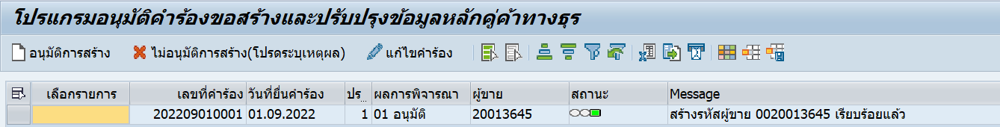 โปรแกรมอนุมัติคำร้องขอสร้างและปรับปรุงข้อมูลหลักคู่ค้าทางธุร
อนุมัติการสร้าง ไม่อนุมัติการสร้าง(โปรดระบุเหตุผล) แก้ไขคำร้อง
เลือกรายการ เลขที่คำร้อง วันที่ยื่นคำร้อง ปร... ผลการพิจารณา ผู้ขาย สถานะ Message
202209010001 01.09.2022 1 01 อนุมัติ 20013645 สร้างรหัสผู้ขาย 0020013645 เรียบร้อยแล้ว